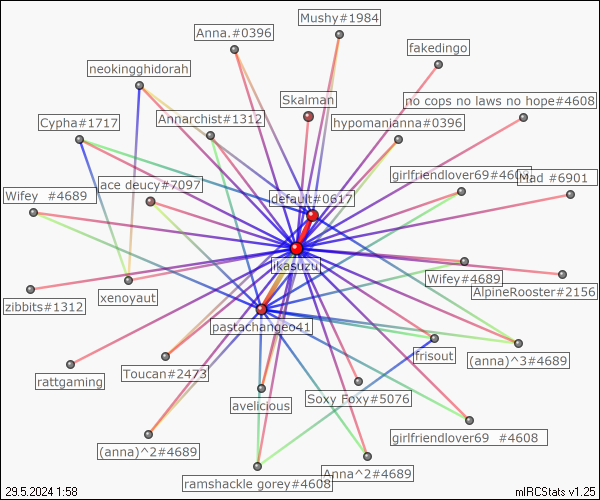 Mushy#1984
Anna.#0396
fakedingo
neokingghidorah
Skalman
no cops no laws no hope#4608
Cypha#1717
Annarchist#1312
hypomanianna#0396
girlfriendlover69#4608
Mad #6901
ace deucy#7097
Wifey #4689
default#0617
ikasuzu
Wifey#4689
AlpineRooster#2156
zibbits#1312
xenoyaut
pastachangeo41
frisout
(anna)^3#4689
Toucan#2473
rattgaming
avelicious
Soxy Foxy#5076
girlfriendlover69 #4608
(anna)^2#4689
ramshackle gorey#4608
Anna^2#4689
29.5.2024 1:58
mIRCStats v1.25